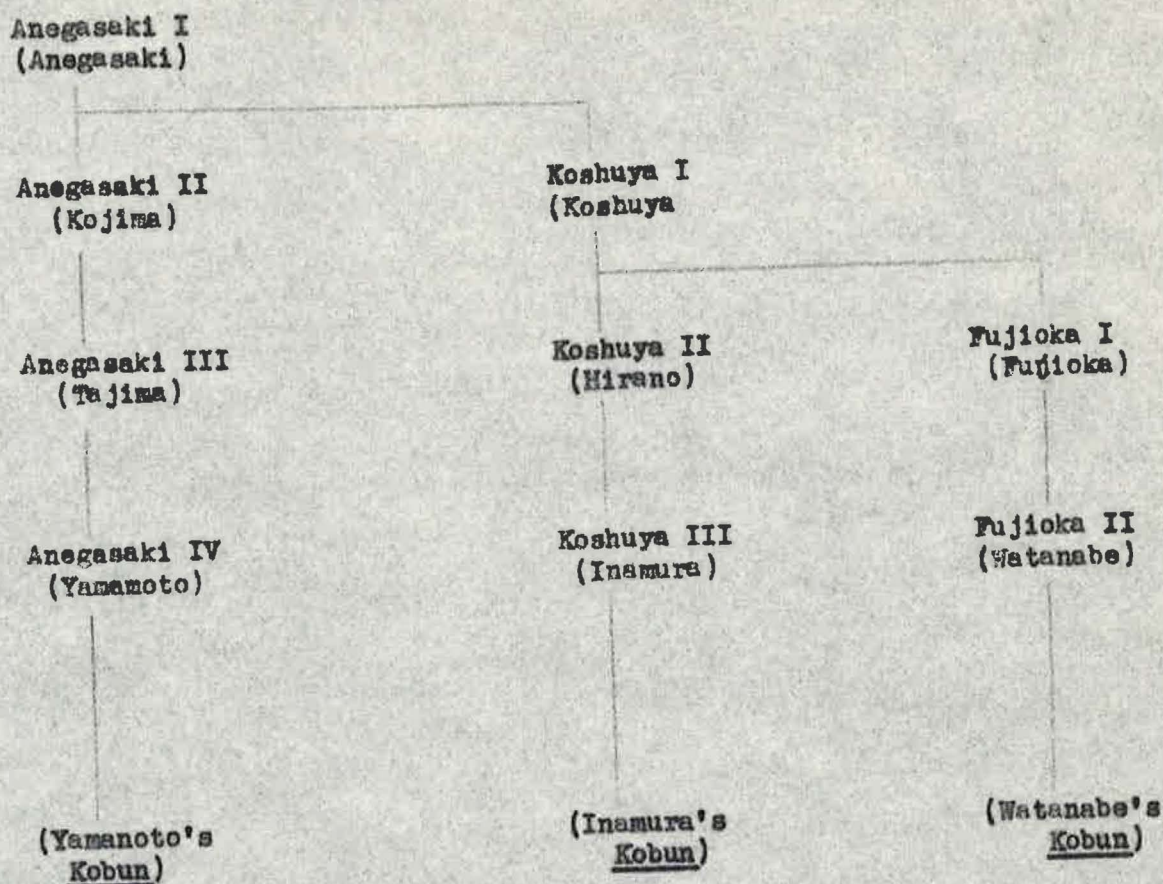 Anegasaki I
(Anegasaki)
Anegasaki II
(Kojima)
Koshuya I
(Koshuya
Anegasaki III
(Tajima)
Koshuya II
(Hirano)
Fujioka I
(Fujioka)
Anegasaki IV
(Yamamoto)
Koshuya III
(Inamura)
Fujioka II
(Watanabe)
(Yamanoto's
Kobun)
(Inamura's
Kobun)
(Watanabe's
Kobun)